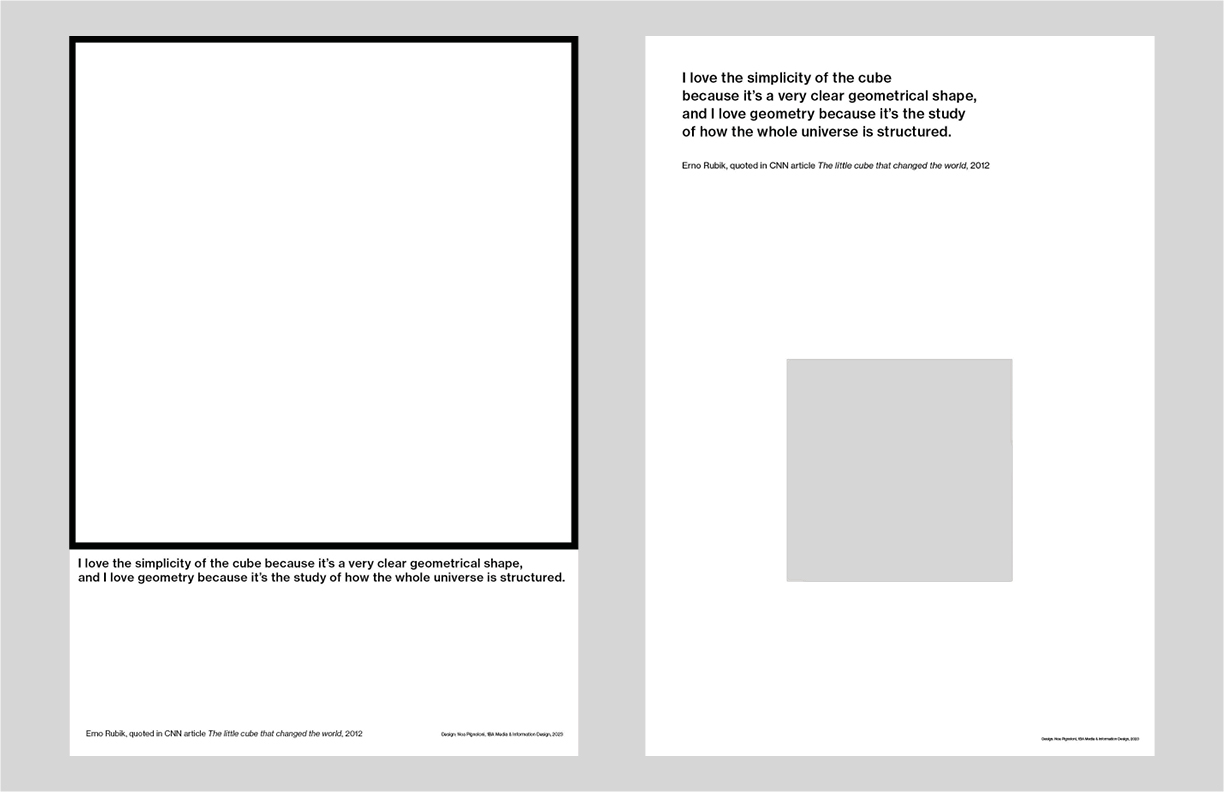 I love the simplicity of the cube because it’s a very clear geometrical shape,
and I love geometry because it’s the study of how the whole universe is structured.
Erno Rubik, quoted in CNN article The little cube that changed the world, 2012
Design: Noa Pignoloni, 1BA Media & Information Design, 2023
I love the simplicity of the cube
because it’s a very clear geometrical shape,
and I love geometry because it’s the study
of how the whole universe is structured.
Erno Rubik, quoted in CNN article The little cube that changed the world, 2012
Design: Noa Pignoloni, 1BA Media & Information Design, 2023